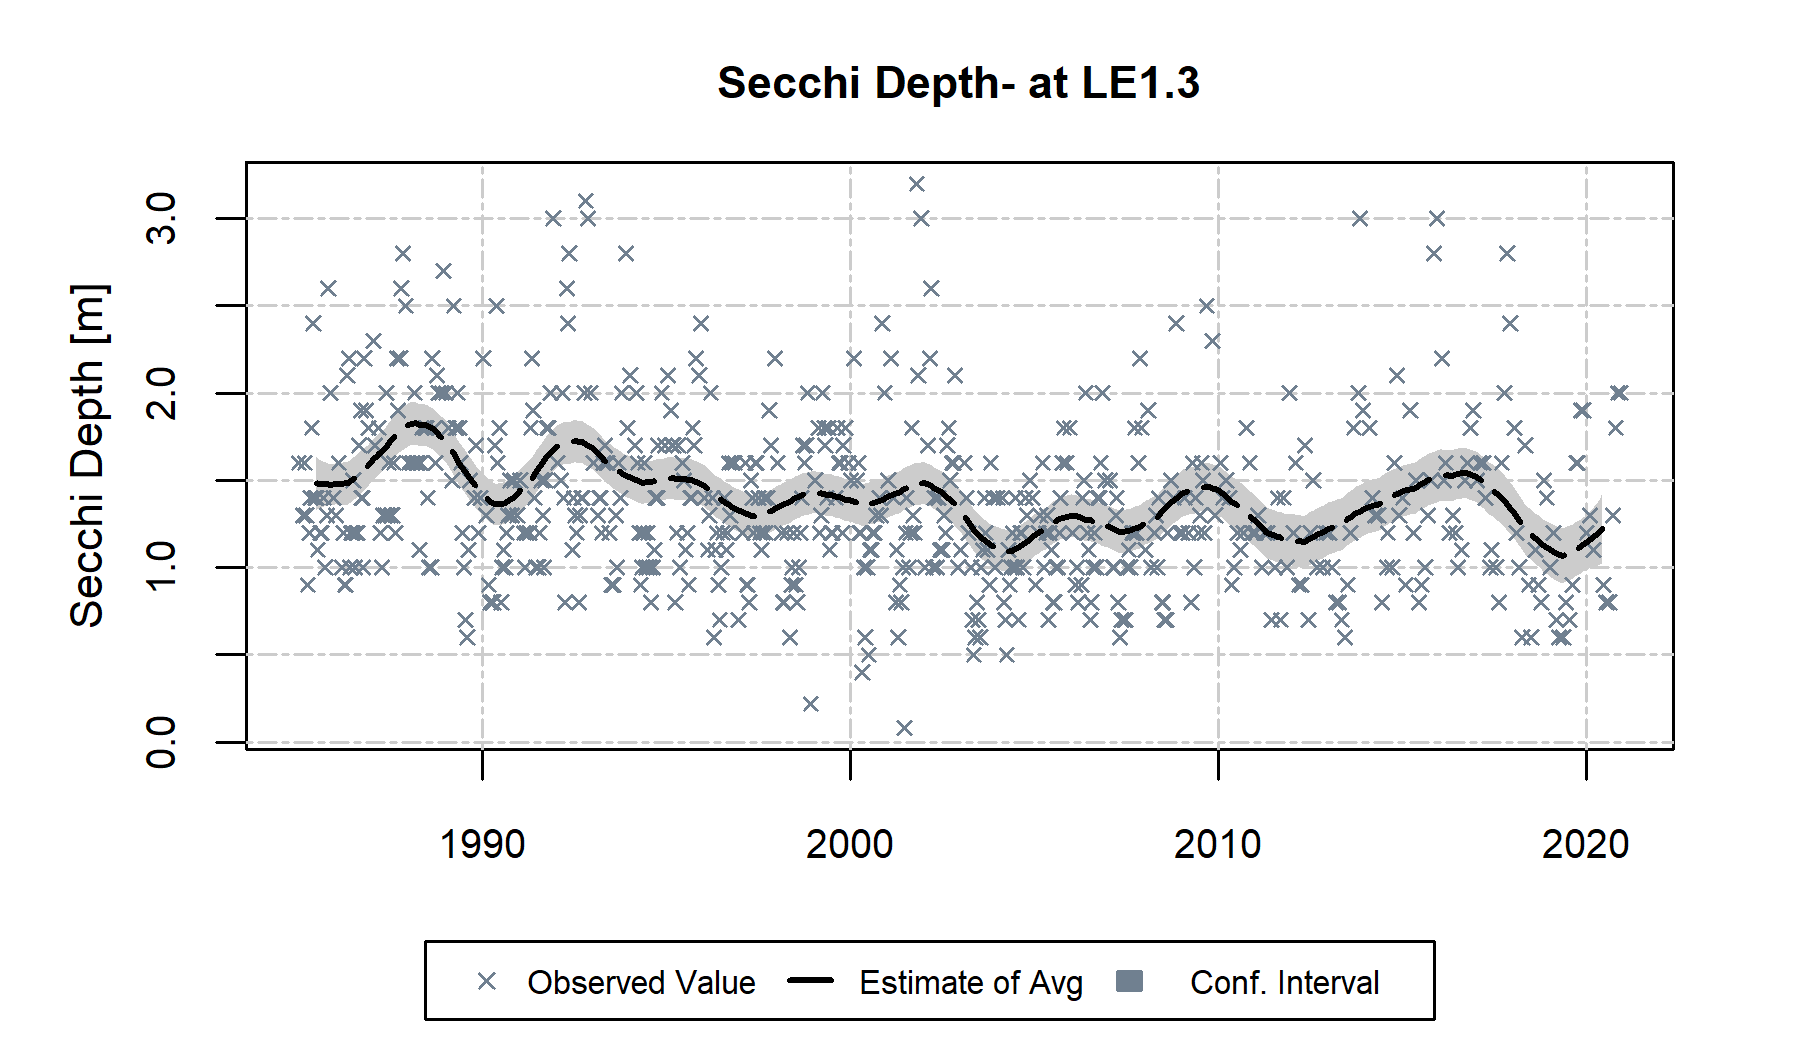 Secchi Depth- at LE1.3
Secchi Depth [m]
3.0
2.0
1.0
0.0
1990 2000 2010 2020
Observed Value Estimate of Avg Conf. Interval